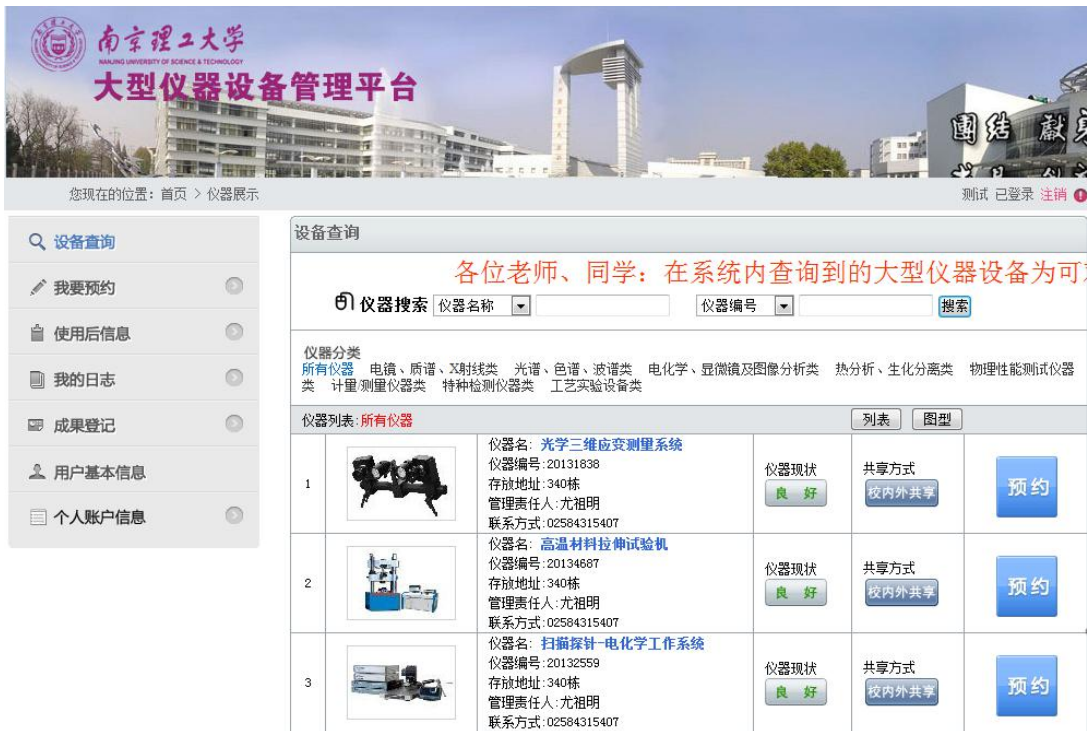 南京理工大学
NANJING UNIVERSITY OF SCIENCE & TECHNOLOGY
大型仪器设备管理平台
團结 獻
您现在的位置：首页 > 仪器展示
测试 已登录 注销
设备查询
我要预约
使用后信息
我的日志
成果登记
用户基本信息
个人账户信息
设备查询
各位老师、同学：在系统内查询到的大型仪器设备为可
仪器搜索 仪器名称 仪器编号 搜索
仪器分类
所有仪器 电镜、质谱、X射线类 光谱、色谱、波谱类 电化学、显微镜及图像分析类 热分析、生化分离类 物理性能测试仪器
类 计量/测量仪器类 特种检测仪器类 工艺实验设备类
仪器列表:所有仪器 列表 图型
1
仪器名: 光学三维应变测量系统
仪器编号:20131838
存放地址:340栋
管理责任人:尤祖明
联系方式:02584315407
仪器现状
良 好
共享方式
校内外共享
预约
2
仪器名: 高温材料拉伸试验机
仪器编号:20134687
存放地址:340栋
管理责任人:尤祖明
联系方式:02584315407
仪器现状
良 好
共享方式
校内外共享
预约
3
仪器名: 扫描探针-电化学工作系统
仪器编号:20132559
存放地址:340栋
管理责任人:尤祖明
联系方式:02584315407
仪器现状
良 好
共享方式
校内外共享
预约